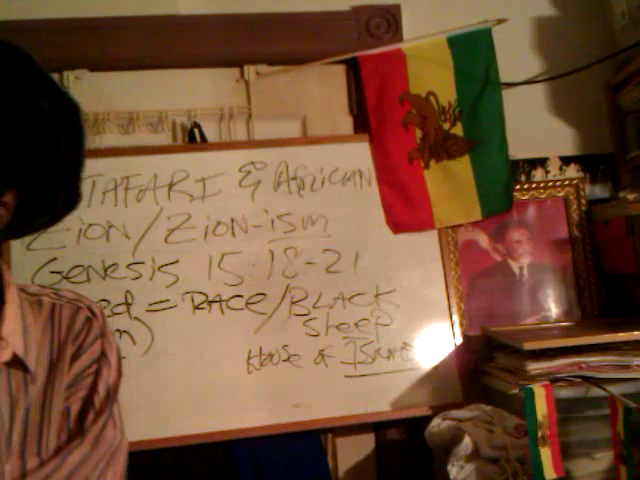 TAFARI & AFRICAN
ZION/ZION-ism
GENESIS 15:18-21
= RACE/BLACK
SHEEP
HOUSE OF